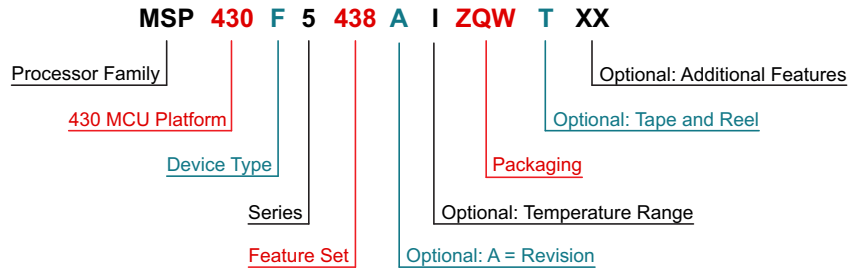 MSP 430 F 5 438 A I ZQW T XX
Processor Family
Optional: Additional Features
430 MCU Platform
Optional: Tape and Reel
Device Type
Packaging
Series
Optional: Temperature Range
Feature Set
Optional: A = Revision